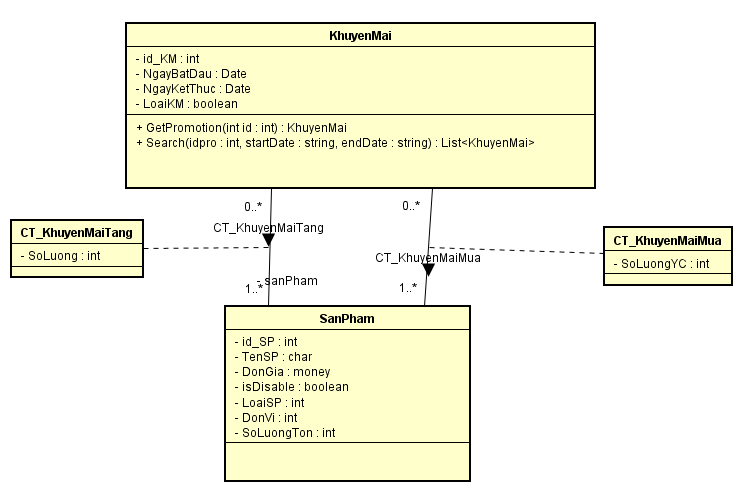 KhuyenMai
- id_KM : int
- NgayBatDau : Date
- NgayKetThuc : Date
- LoaiKM : boolean
+ GetPromotion(int id : int) : KhuyenMai
+ Search(idpro : int, startDate : string, endDate : string) : List<KhuyenMai>
0..*
0..*
CT_KhuyenMaiTang
- SoLuong : int
CT_KhuyenMaiTang
CT_KhuyenMaiMua
CT_KhuyenMaiMua
- SoLuongYC : int
- sanPham
1..*
1..*
SanPham
- id_SP : int
- TenSP : char
- DonGia : money
- isDisable : boolean
- LoaiSP : int
- DonVi : int
- SoLuongTon : int